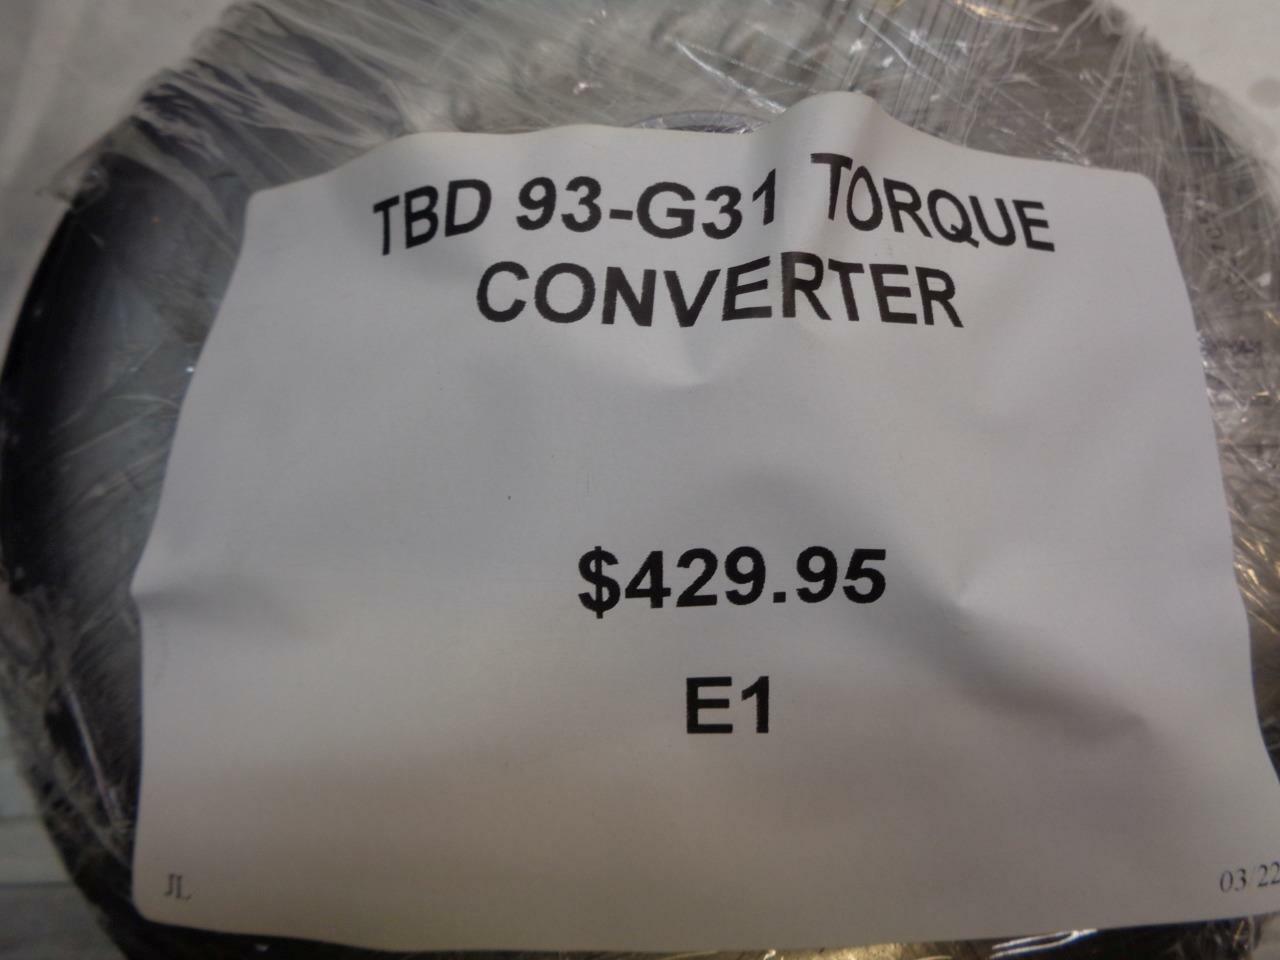 TBD 93-G31 TORQUE
CONVERTER
$429.95
E1
JL
03/22